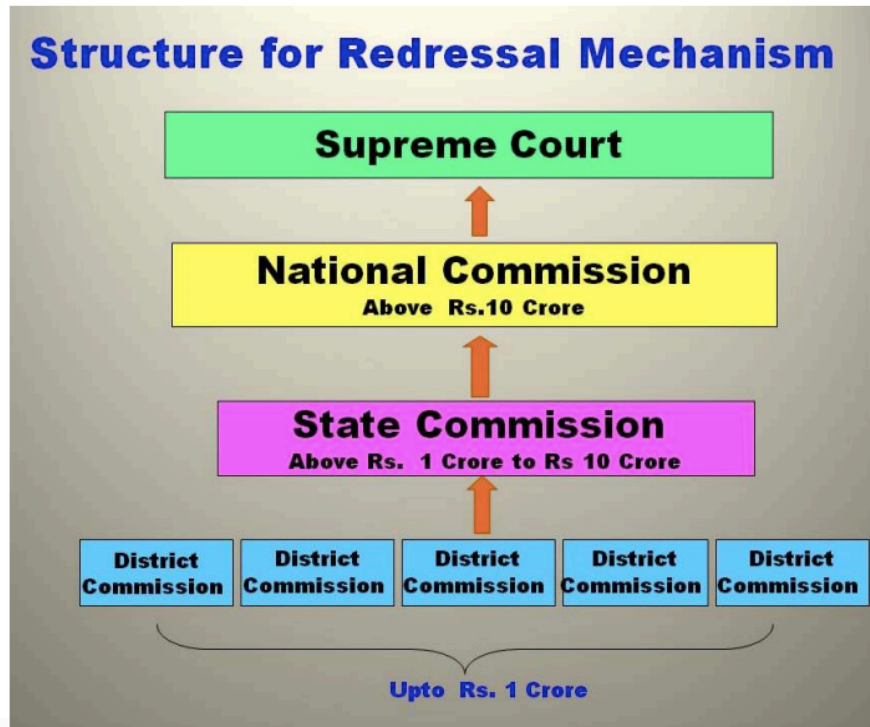 Structure for Redressal Mechanism
Supreme Court
National Commission
Above Rs.10 Crore
State Commission
Above Rs. 1 Crore to Rs 10 Crore
District
Commission
District
Commission
District
Commission
District
Commission
District
Commission
Upto Rs. 1 Crore